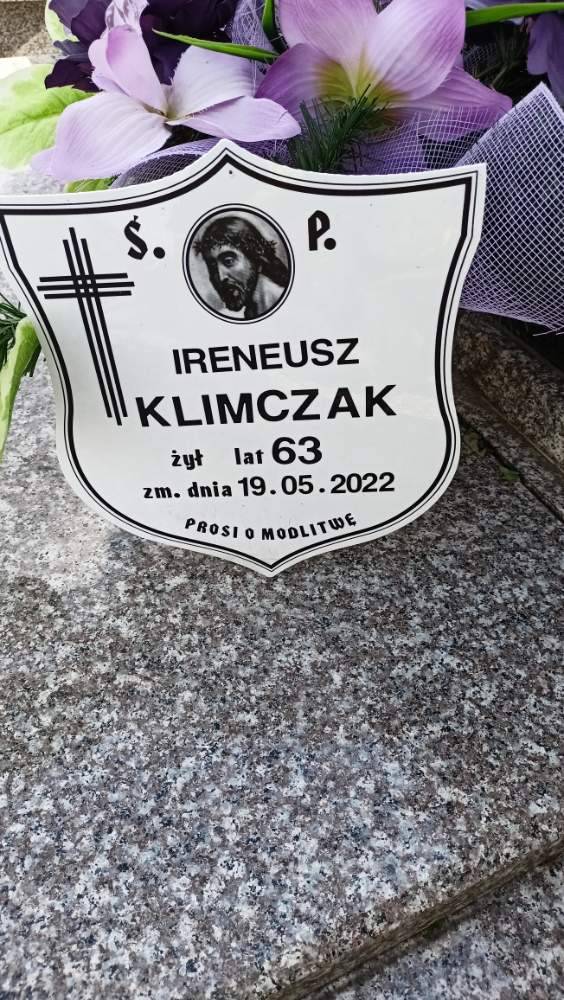 Ś. P.
IRENEUSZ
KLIMCZAK
żył lat 63
zm. dnia 19.05.2022
PROSI O MODLITWĘ